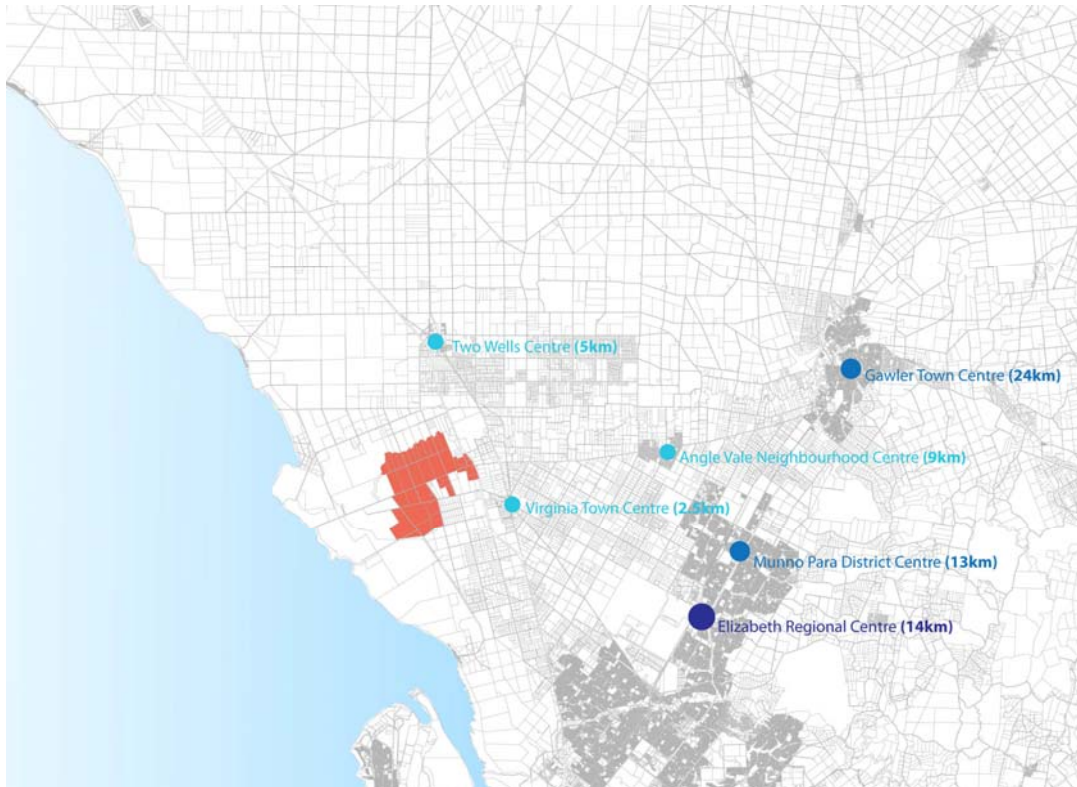 Two Wells Centre (5km)
Gawler Town Centre (24km)
Angle Vale Neighbourhood Centre (9km)
Virginia Town Centre (2.5km)
Munno Para District Centre (13km)
Elizabeth Regional Centre (14km)